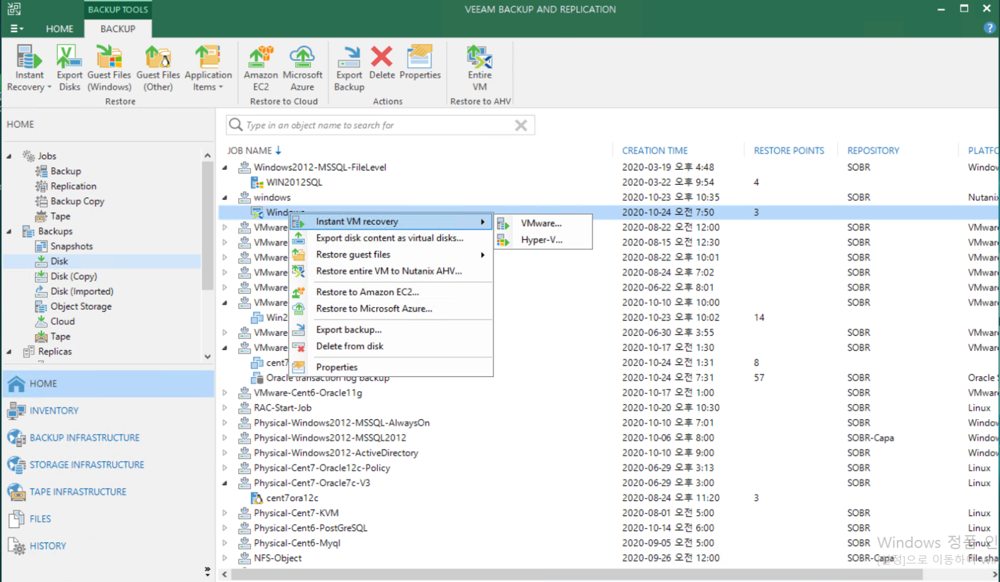 BACKUP TOOLS
VEEAM BACKUP AND REPLICATION
HOME
BACKUP
Instant Recovery
Export Disks
Guest Files (Windows)
Guest Files (Other)
Application Items
Amazon EC2
Microsoft Azure
Export Backup
Delete
Properties
Entire VM
Restore
Restore to Cloud
Actions
Restore to AHV
HOME
Jobs
Backup
Replication
Backup Copy
Tape
Backups
Snapshots
Disk
Disk (Copy)
Disk (Imported)
Object Storage
Cloud
Tape
Replicas
HOME
INVENTORY
BACKUP INFRASTRUCTURE
STORAGE INFRASTRUCTURE
TAPE INFRASTRUCTURE
FILES
HISTORY
Type in an object name to search for
JOB NAME CREATION TIME RESTORE POINTS REPOSITORY PLATFO
Windows2012-MSSQL-FileLevel 2020-03-19 오후 4:48 SOBR Window
WIN2012SQL 2020-03-22 오후 9:54 4
windows 2020-10-23 오후 10:35 SOBR Nutanix
Windows 2020-10-24 오전 7:50 3
VMware 2020-08-22 오전 12:00 SOBR VMware
VMware 2020-08-15 오전 12:30 SOBR VMware
VMware 2020-08-22 오후 10:01 SOBR VMware
VMware 2020-08-24 오후 7:02 SOBR VMware
VMware 2020-06-22 오후 8:01 SOBR VMware
VMware 2020-10-10 오후 10:00 SOBR VMware
Win2 2020-10-23 오후 10:02 14
VMware 2020-06-30 오후 3:55 SOBR VMware
VMware 2020-10-17 오전 1:30 SOBR VMware
cent7 2020-10-24 오전 1:31 8
Oracle transaction log backup 2020-10-24 오전 7:31 57 SOBR Oracle S
VMware-Cent6-Oracle11g 2020-10-17 오전 1:00 SOBR VMware
RAC-Start-Job 2020-10-20 오후 10:30 SOBR Linux
Physical-Windows2012-MSSQL-AlwaysOn 2020-10-10 오후 7:01 SOBR Window
Physical-Windows2012-MSSQL2012 2020-10-06 오후 8:00 SOBR-Capa Window
Physical-Windows2012-ActiveDirectory 2020-10-10 오후 9:00 SOBR Window
Physical-Cent7-Oracle12c-Policy 2020-06-29 오후 3:13 SOBR Linux
Physical-Cent7-Oracle7c-V3 2020-06-29 오후 3:00 SOBR Linux
cent7ora12c 2020-08-24 오후 11:20 3
Physical-Cent7-KVM 2020-08-01 오전 5:00 SOBR Linux
Physical-Cent6-PostGreSQL 2020-10-14 오전 6:00 SOBR Linux
Physical-Cent6-Myql 2020-09-05 오전 5:00 SOBR Linux
NFS-Object 2020-09-26 오전 12:00 SOBR-Capa File sha
Instant VM recovery
Export disk content as virtual disks...
Restore guest files
Restore entire VM to Nutanix AHV...
Restore to Amazon EC2...
Restore to Microsoft Azure...
Export backup...
Delete from disk
Properties
VMware...
Hyper-V...
Windows 정품 인
[설정]으로 이동하여 Win